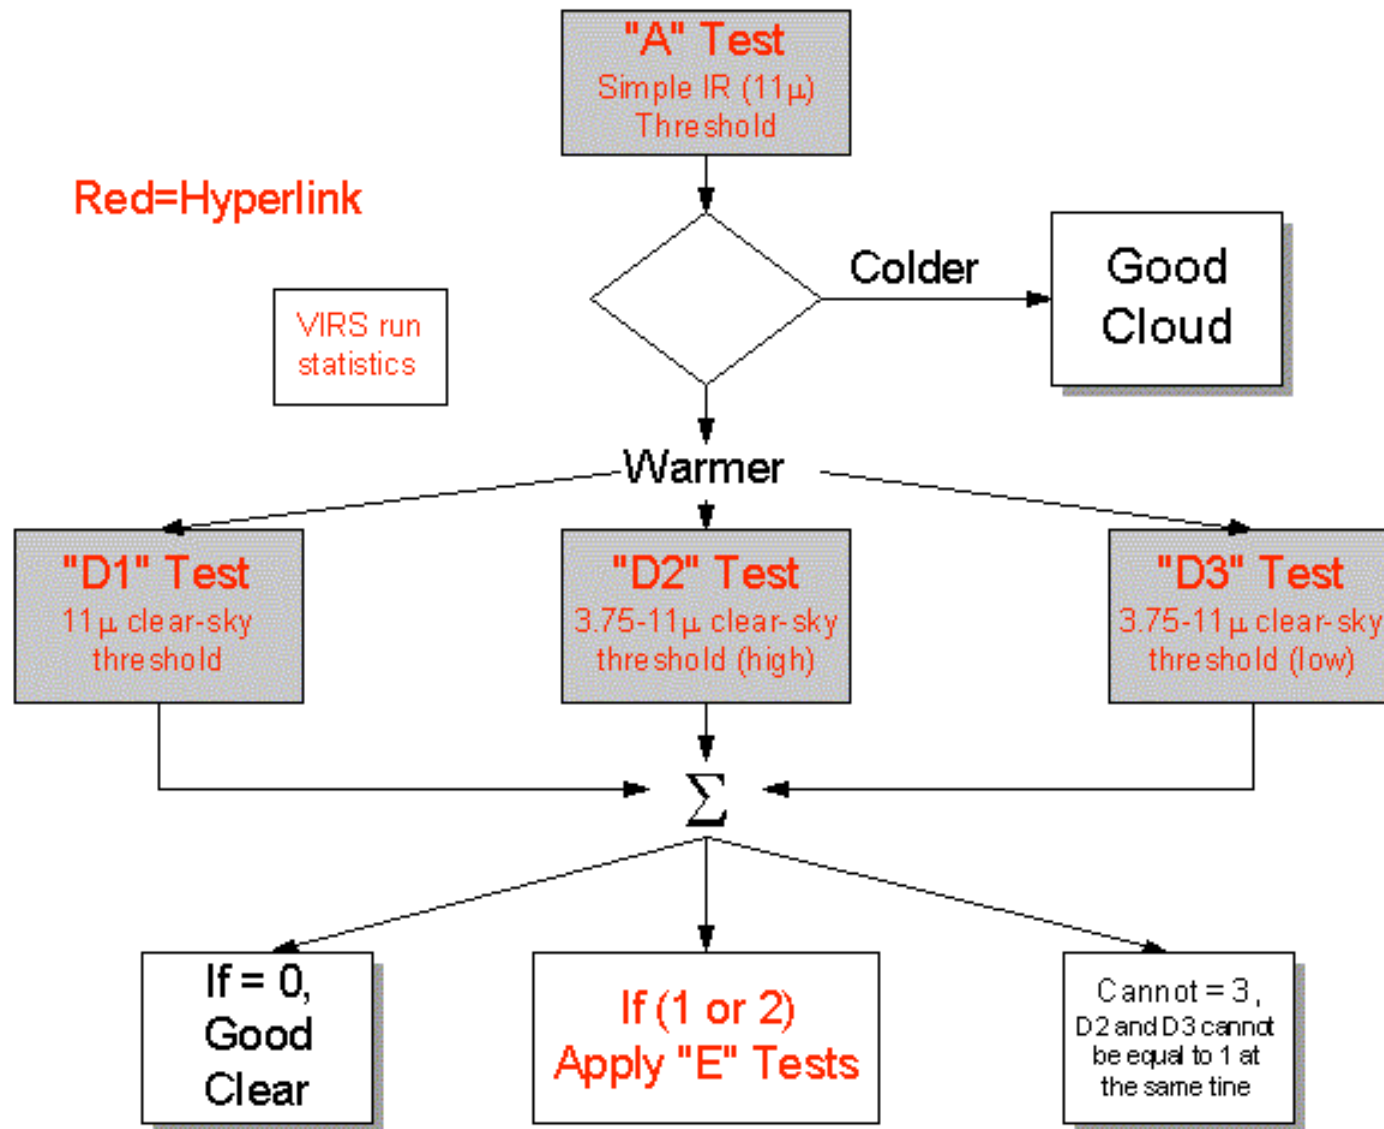 "A" Test
Simple IR (11μ)
Threshold
Red=Hyperlink
Colder
Good
Cloud
VIRS run
statistics
Warmer
"D1" Test
11μ clear-sky
threshold
"D2" Test
3.75-11μ clear-sky
threshold (high)
"D3" Test
3.75-11μ clear-sky
threshold (low)
Σ
If = 0,
Good
Clear
If (1 or 2)
Apply "E" Tests
Cannot = 3,
D2 and D3 cannot
be equal to 1 at
the same tine